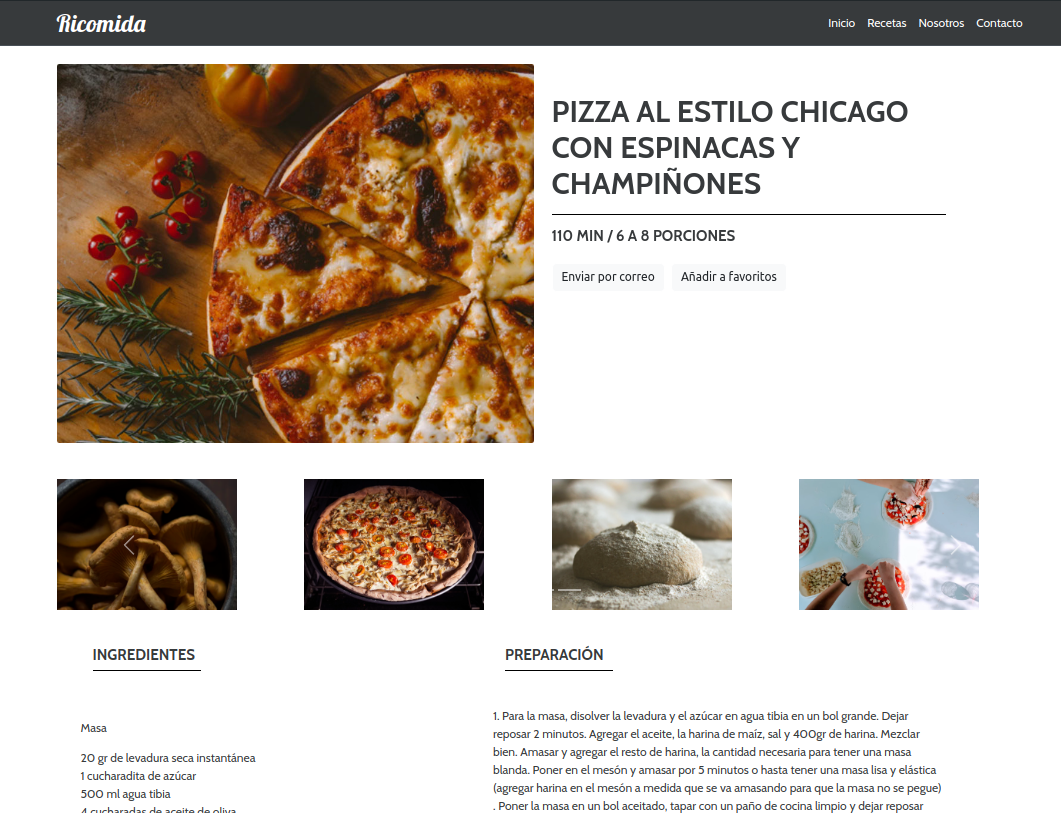 Ricomida
Inicio Recetas Nosotros Contacto
PIZZA AL ESTILO CHICAGO
CON ESPINACAS Y
CHAMPIÑONES
110 MIN / 6 A 8 PORCIONES
Enviar por correo Añadir a favoritos
INGREDIENTES
Masa
20 gr de levadura seca instantánea
1 cucharadita de azúcar
500 ml agua tibia
4 cucharadas de aceite de oliva
PREPARACIÓN
1. Para la masa, disolver la levadura y el azúcar en agua tibia en un bol grande. Dejar
reposar 2 minutos. Agregar el aceite, la harina de maíz, sal y 400gr de harina. Mezclar
bien. Amasar y agregar el resto de harina, la cantidad necesaria para tener una masa
blanda. Poner en el mesón y amasar por 5 minutos o hasta tener una masa lisa y elástica
(agregar harina en el mesón a medida que se va amasando para que la masa no se pegue)
. Poner la masa en un bol aceitado, tapar con un paño de cocina limpio y dejar reposar